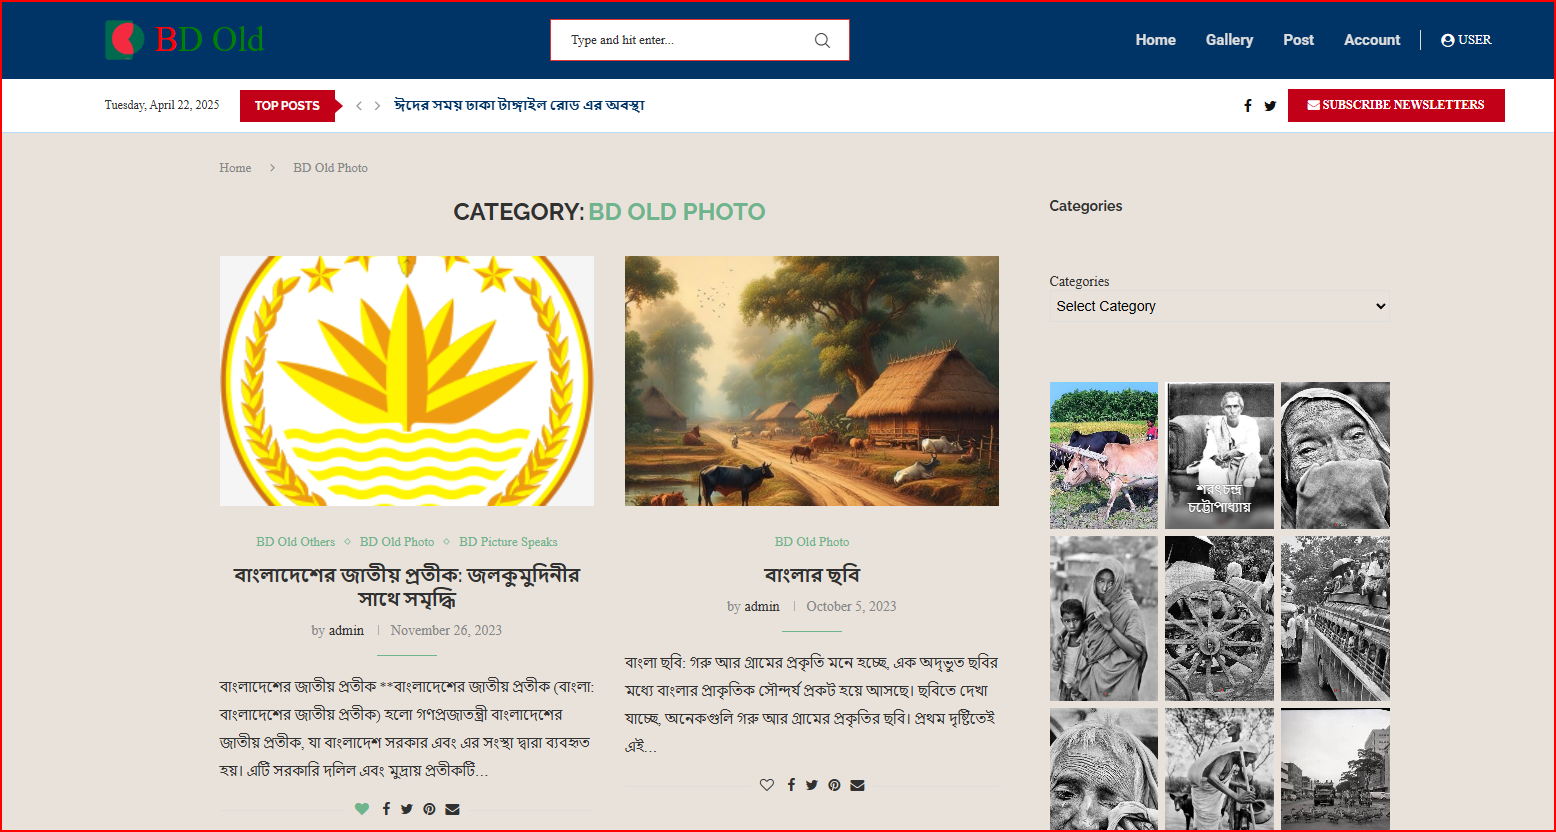 BD Old
Type and hit enter...
Home
Gallery
Post
Account
USER
Tuesday, April 22, 2025
TOP POSTS
ঈদের সময় ঢাকা টাঙ্গাইল রোড এর অবস্থা
SUBSCRIBE NEWSLETTERS
Home
BD Old Photo
CATEGORY: BD OLD PHOTO
BD Old Others
BD Old Photo
BD Picture Speaks
বাংলাদেশের জাতীয় প্রতীক: জলকুমুদিনীর
সাথে সমৃদ্ধি
by admin
November 26, 2023
বাংলাদেশের জাতীয় প্রতীক **বাংলাদেশের জাতীয় প্রতীক (বাংলা:
বাংলাদেশের জাতীয় প্রতীক) হলো গণপ্রজাতন্ত্রী বাংলাদেশের
জাতীয় প্রতীক, যা বাংলাদেশ সরকার এবং এর সংস্থা দ্বারা ব্যবহৃত
হয়। এটি সরকারি দলিল এবং মুদ্রায় প্রতীকটি…
BD Old Photo
বাংলার ছবি
by admin
October 5, 2023
বাংলা ছবি: গরু আর গ্রামের প্রকৃতি মনে হচ্ছে, এক অদ্ভুত ছবির
মধ্যে বাংলার প্রাকৃতিক সৌন্দর্য প্রকট হয়ে আসছে। ছবিতে দেখা
যাচ্ছে, অনেকগুলি গরু আর গ্রামের প্রকৃতির ছবি। প্রথম দৃষ্টিতেই
এই…
Categories
Categories
Select Category
শরৎচন্দ্র
চট্টোপাধ্যায়